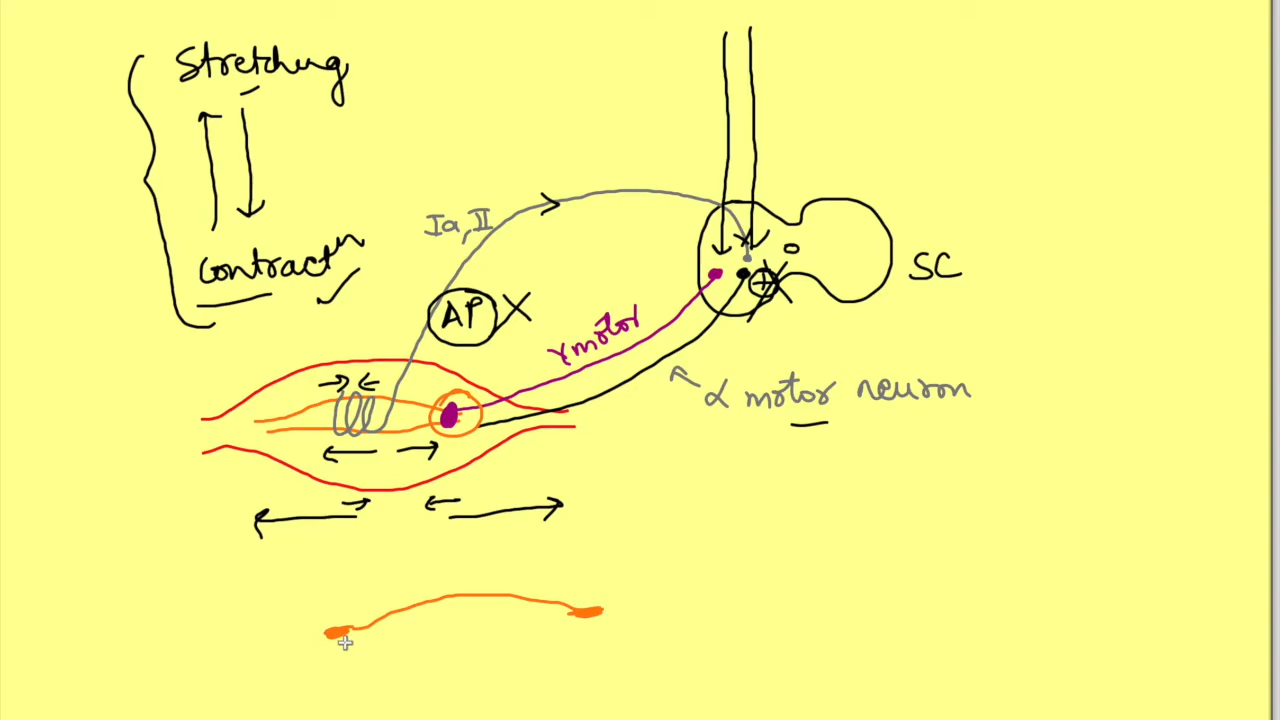 Stretching
Ia, II
contractn
SC
AP
γ motor
α motor neuron